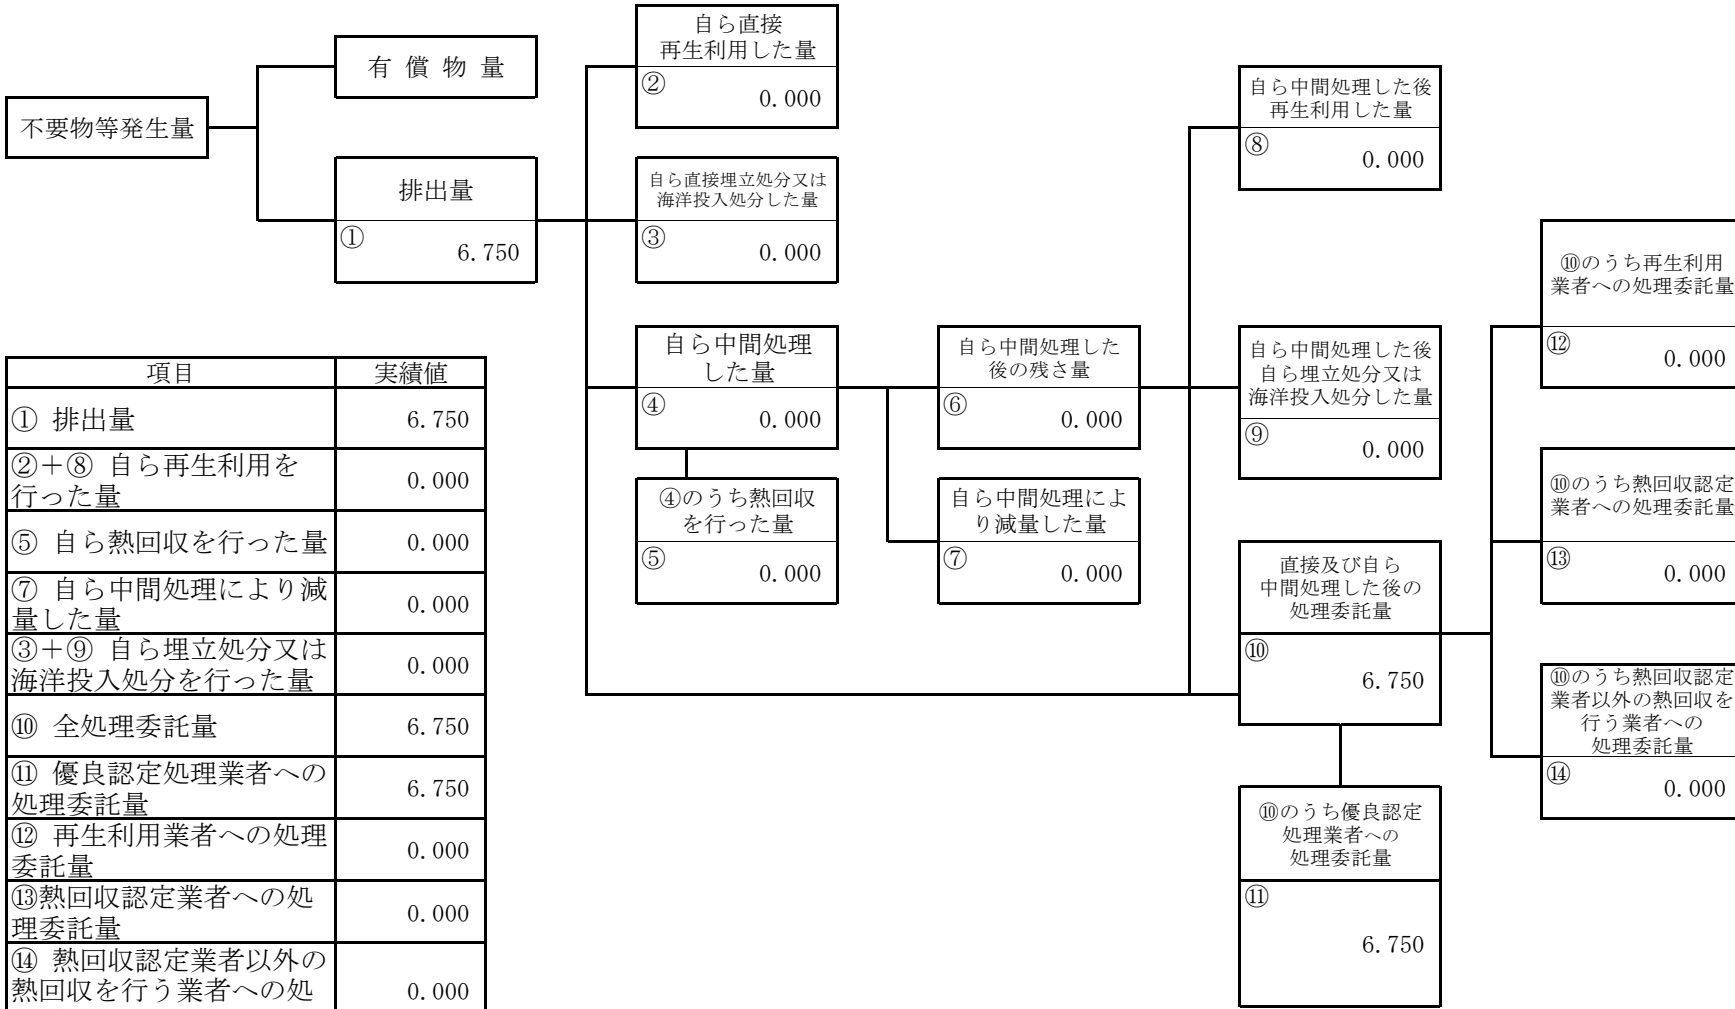 不要物等発生量
有 償 物 量
排出量
①
6.750
自ら直接
再生利用した量
②
0.000
自ら直接埋立処分又は
海洋投入処分した量
③
0.000
自ら中間処理
した量
④
0.000
④のうち熱回収
を行った量
⑤
0.000
自ら中間処理した
後の残さ量
⑥
0.000
自ら中間処理によ
り減量した量
⑦
0.000
自ら中間処理した後
再生利用した量
⑧
0.000
自ら中間処理した後
自ら埋立処分又は
海洋投入処分した量
⑨
0.000
直接及び自ら
中間処理した後の
処理委託量
⑩
6.750
⑩のうち優良認定
処理業者への
処理委託量
⑪
6.750
⑩のうち再生利用
業者への処理委託量
⑫
0.000
⑩のうち熱回収認定
業者への処理委託量
⑬
0.000
⑩のうち熱回収認定
業者以外の熱回収を
行う業者への
処理委託量
⑭
0.000
項目 実績値
① 排出量 6.750
②+⑧ 自ら再生利用を
行った量 0.000
⑤ 自ら熱回収を行った量 0.000
⑦ 自ら中間処理により減
量した量 0.000
③+⑨ 自ら埋立処分又は
海洋投入処分を行った量 0.000
⑩ 全処理委託量 6.750
⑪ 優良認定処理業者への
処理委託量 6.750
⑫ 再生利用業者への処理
委託量 0.000
⑬熱回収認定業者への処
理委託量 0.000
⑭ 熱回収認定業者以外の
熱回収を行う業者への処 0.000